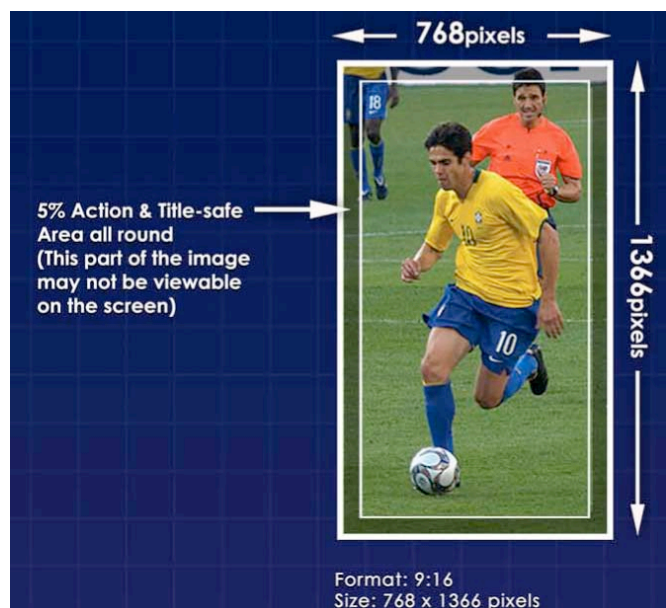 768pixels
18
10
10
5% Action & Title-safe
Area all round
(This part of the image
may not be viewable
on the screen)
1366pixels
Format: 9:16
Size: 768 x 1366 pixels